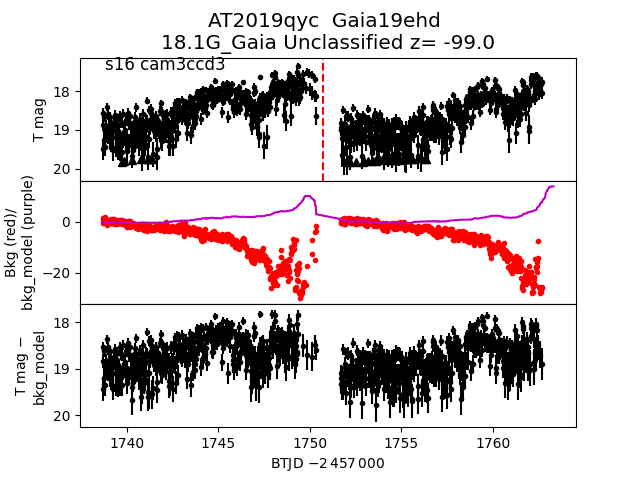 AT2019qyc  Gaia19ehd
18.1G_Gaia Unclassified z= -99.0
s16 cam3ccd3
T mag
18
19
20
Bkg (red)/
bkg_model (purple)
0
−20
T mag −
bkg_model
18
19
20
1740
1745
1750
1755
1760
BTJD −2 457 000